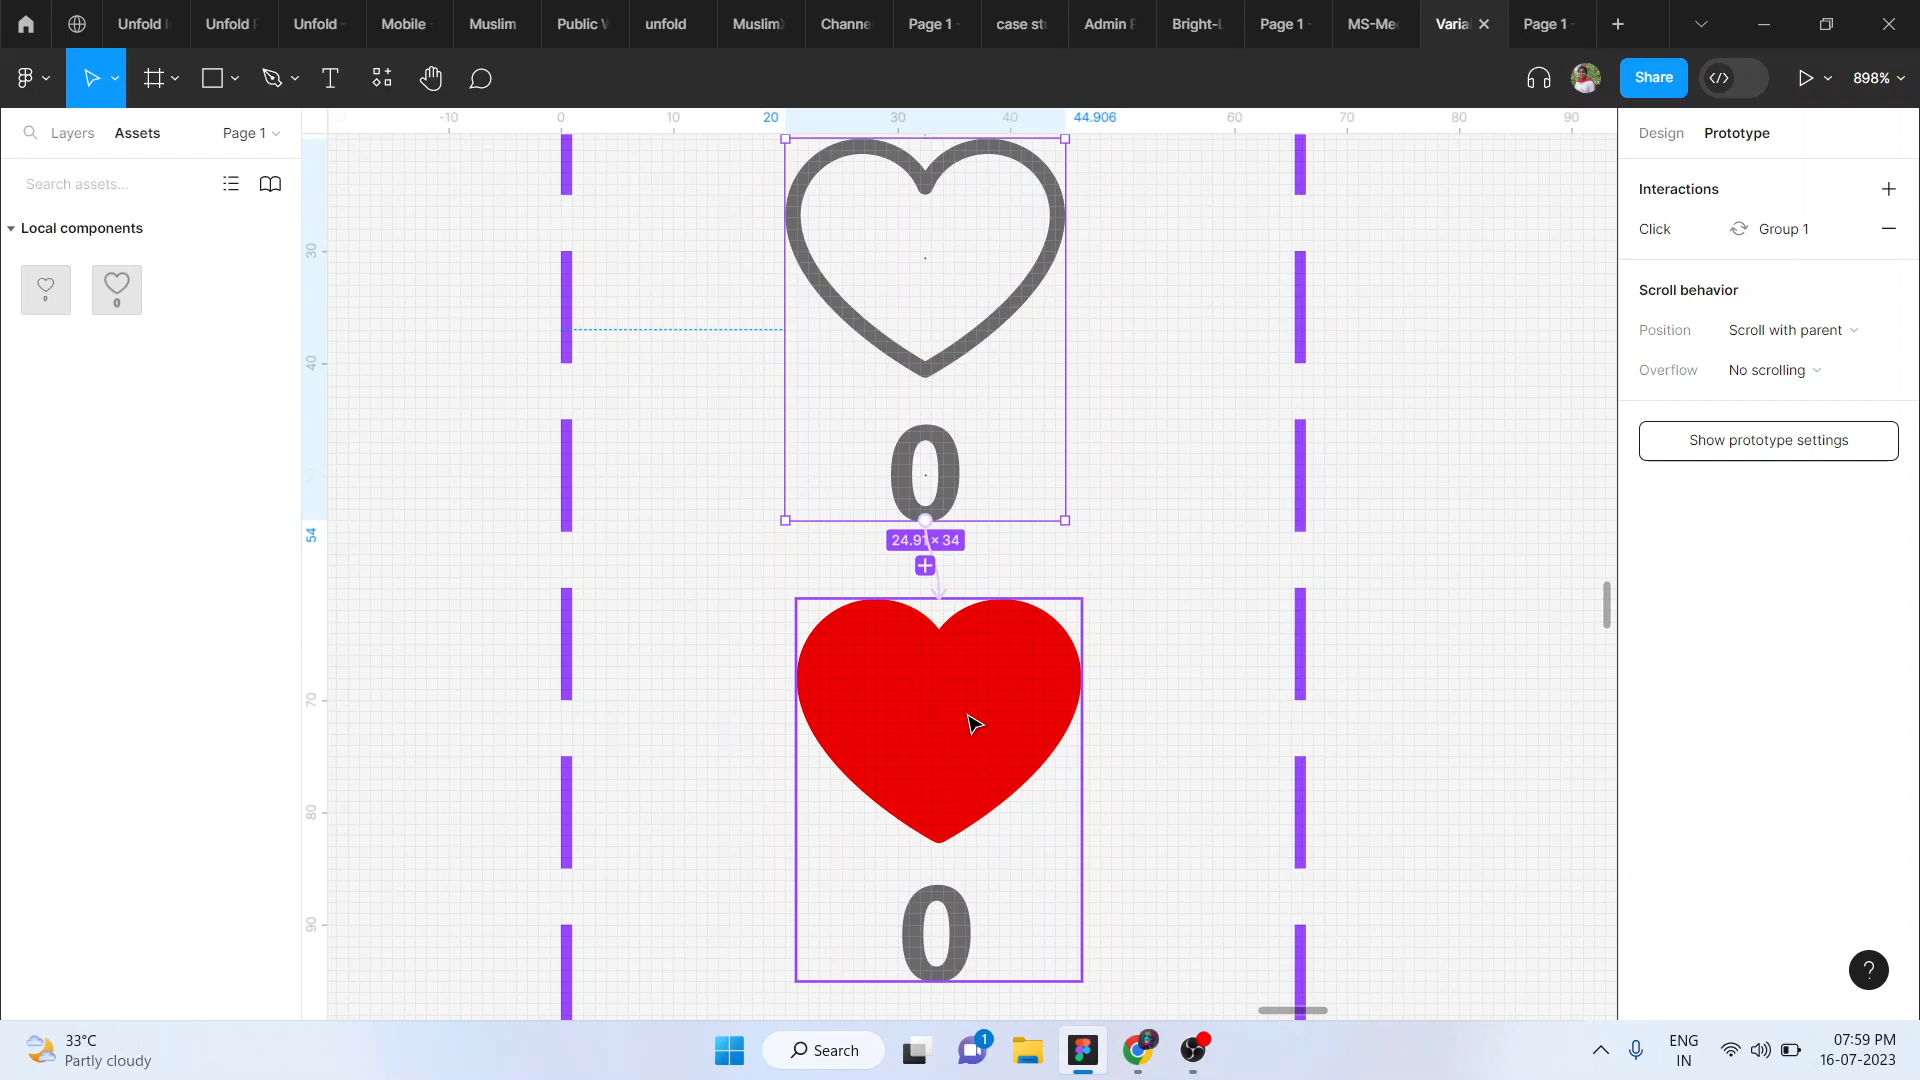 Unfold
Unfold
Unfold
Mobile
Muslim
Public
unfold
Muslim
Channe
Page 1
case st
Admin
Bright-L
Page 1
MS-Me
Varia
Page 1
Share
898%
Layers
Assets
Page 1
Search assets...
Local components
0
0
-10
0
10
20
30
40
44.906
60
70
80
90
30
40
54
70
80
90
0
24.91 × 34
0
Design
Prototype
Interactions
Click
Group 1
Scroll behavior
Position
Scroll with parent
Overflow
No scrolling
Show prototype settings
?
33°C
Partly cloudy
Search
1
ENG
IN
07:59 PM
16-07-2023